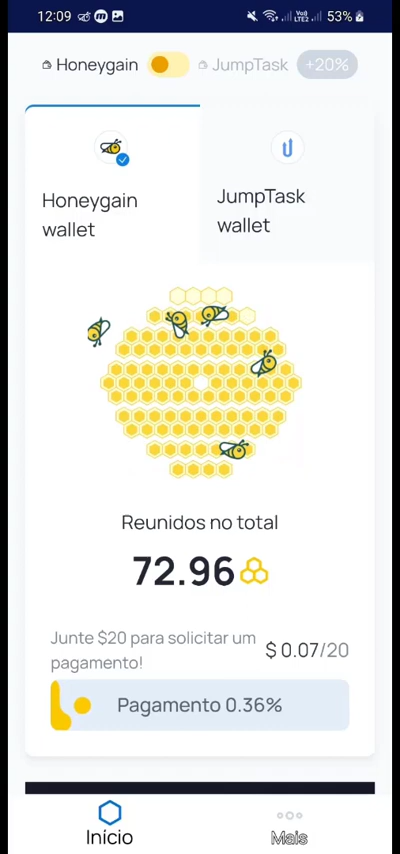 12:09 53%
Honeygain JumpTask +20%
Honeygain
wallet
JumpTask
wallet
Reunidos no total
72.96
Junte $20 para solicitar um
pagamento!
$ 0.07/20
Pagamento 0.36%
Início
Mais